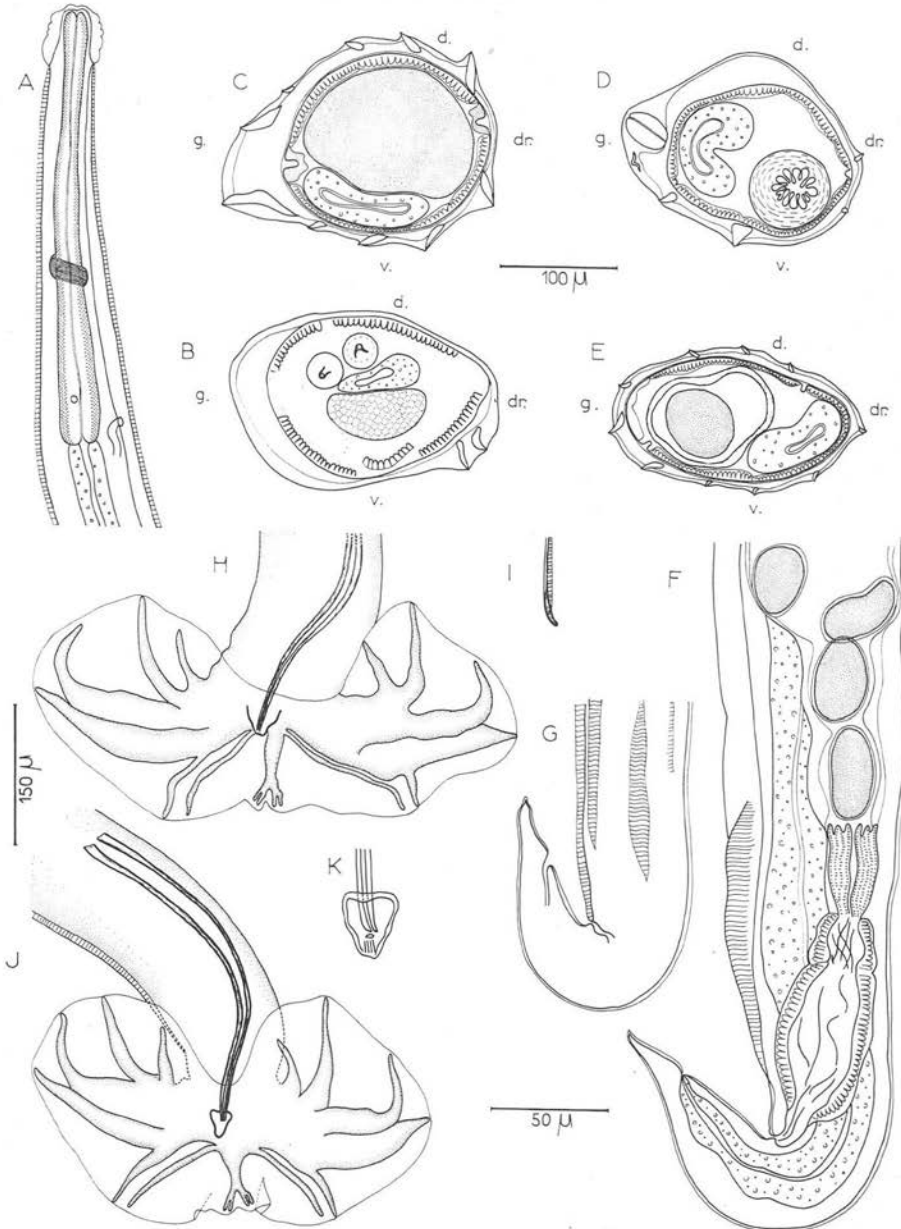 A
C
d.
g.
dr.
v.
D
d.
g.
dr.
v.
100 µ
B
d.
g.
dr.
v.
E
d.
g.
dr.
v.
H
I
F
G
150 µ
K
J
50 µ